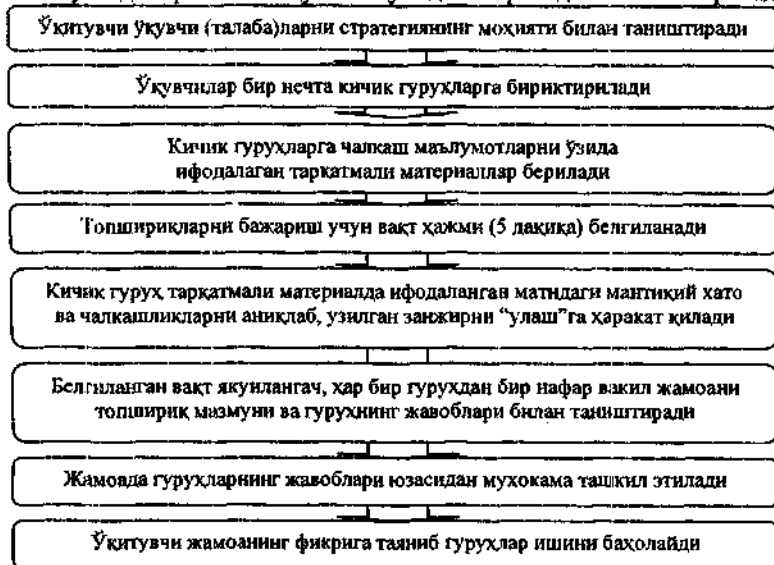 Ўқитувчи ўқувчи (талаба)ларни стратегиянинг моҳияти билан таништиради
Ўқувчилар бир нечта кичик гуруҳларга бириктирилади
Кичик гуруҳларга чалкаш маълумотларни ўзида
ифодалаган тарқатмали материаллар берилади
Топшириқларни бажариш учун вақт ҳажми (5 дақиқа) белгиланади
Кичик гуруҳ тарқатмали материалда ифодаланган матндаги мантиқий хато
ва чалкашликларни аниқлаб, узилган занжирни “улаш”га ҳаракат қилади
Белгиланган вақт якунлангач, ҳар бир гуруҳдан бир нафар вакил жамоани
топшириқ мазмуни ва гуруҳнинг жавоблари билан таништиради
Жамоада гуруҳларнинг жавоблари юзасидан муҳокама ташкил этилади
Ўқитувчи жамоанинг фикрига таяниб гуруҳлар ишини баҳолайди